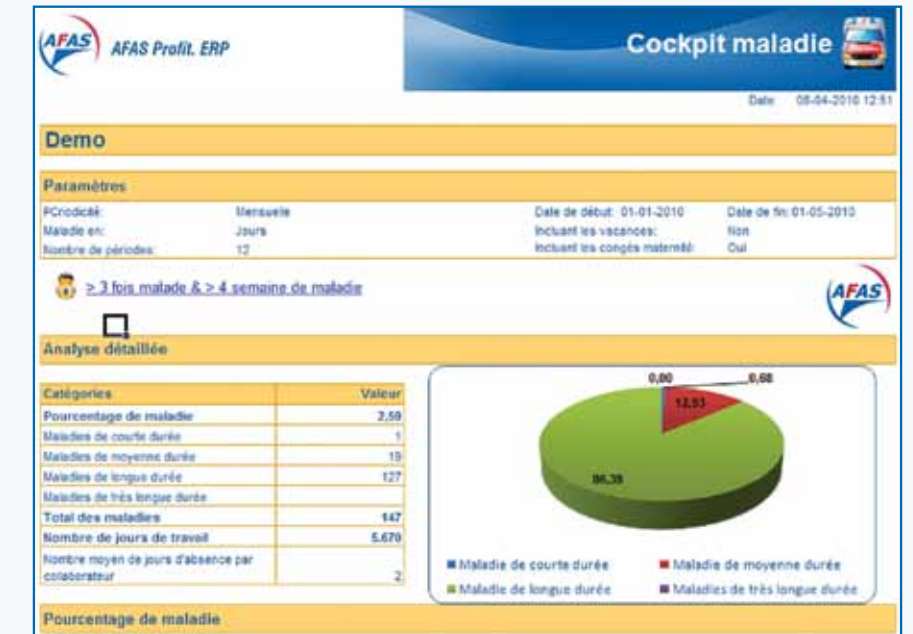 AFAS
AFAS Profit. ERP
Cockpit maladie
Date: 08-04-2010 12:51
Demo
Paramètres
PCriodicité: Mensuele Date de début: 01-01-2010 Date de fin: 01-05-2010
Maladie en: Jours Incluant les vacances: Non
Nombre de périodes: 12 Incluant les congés maternité: Oui
> 3 fois malade & > 4 semaine de maladie
AFAS
Analyse détaillée
Catégories Valeur
Pourcentage de maladie 2,59
Maladies de courte durée 1
Maladies de moyenne durée 19
Maladies de longue durée 127
Maladies de très longue durée
Total des maladies 147
Nombre de jours de travail 5.670
Nombre moyen de jours d'absence par
colaborateur 2
0,00 0,68
12,93
86,39
Maladie de courte durée Maladie de moyenne durée
Maladie de longue durée Maladies de très longue durée
Pourcentage de maladie